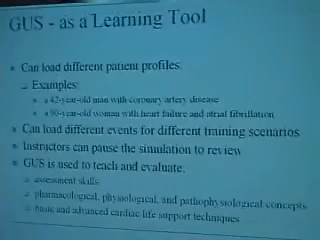 GUS - as a Learning Tool
Can load different patient profiles.
Examples:
a 42-year-old man with coronary artery disease
a 90-year-old woman with heart failure and atrial fibrillation
Can load different events for different training scenarios
Instructors can pause the simulation to review
GUS is used to teach and evaluate:
assessment skills
pharmacological, physiological, and pathophysiological concepts
basic and advanced cardiac life support techniques